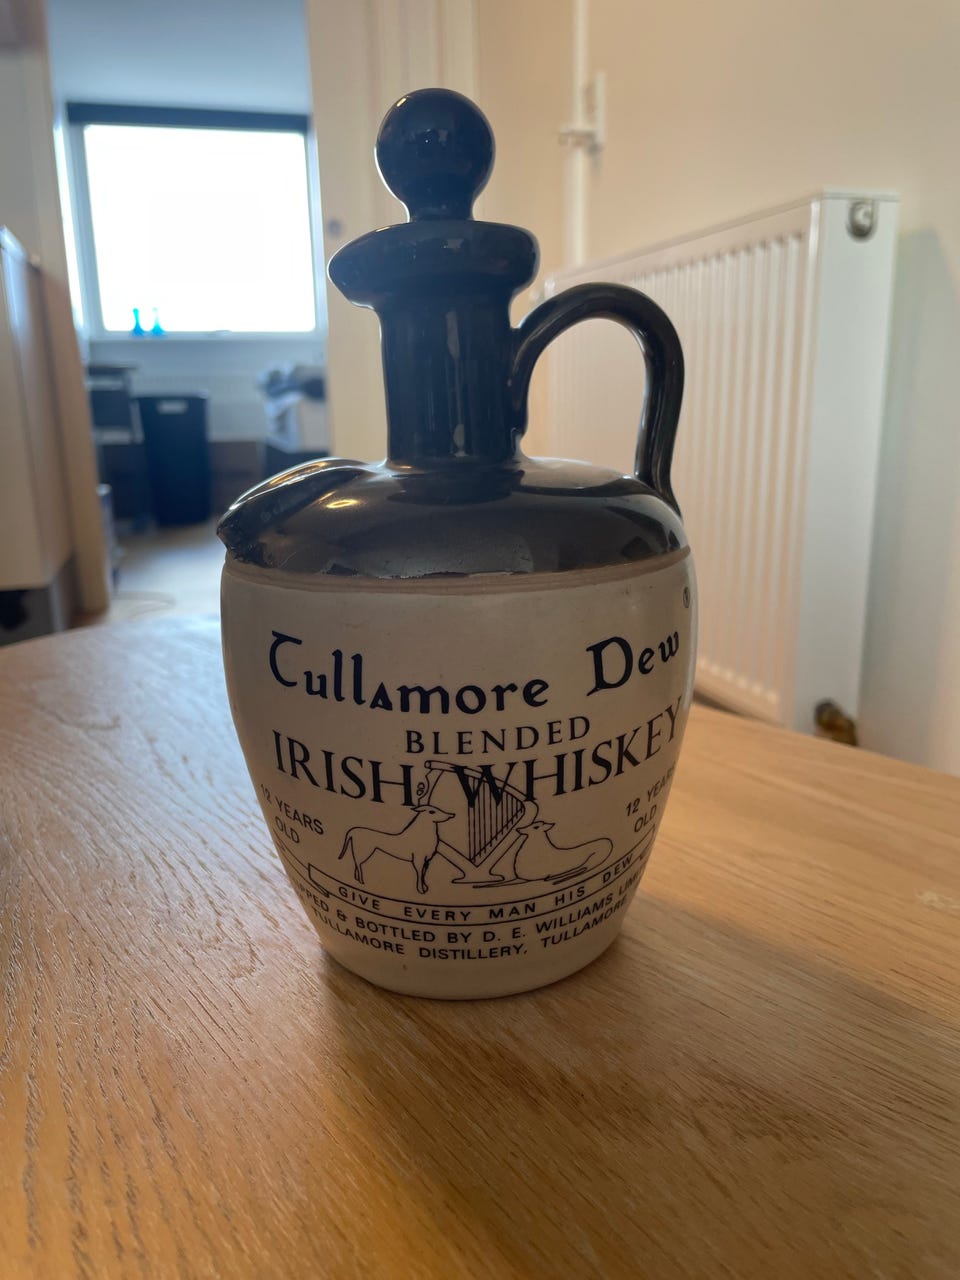 Tullamore Dew
BLENDED
IRISH WHISKEY
12 YEARS
OLD
12 YEARS
OLD
GIVE EVERY MAN HIS DEW
& BOTTLED BY D. E. WILLIAMS
TULLAMORE DISTILLERY, TULLAMORE